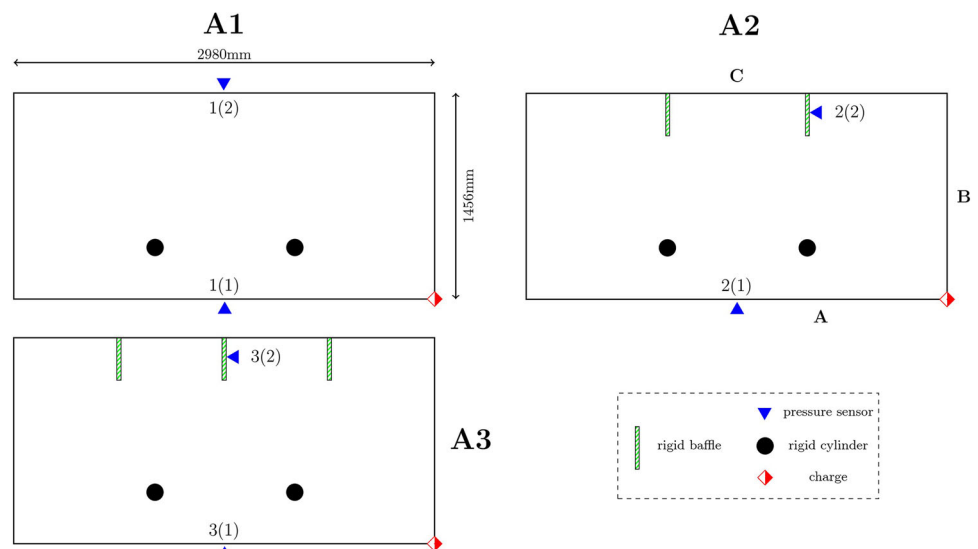 A1
2980mm
1(2)
1456mm
1(1)
A2
C
2(2)
B
2(1)
A
3(2)
A3
3(1)
pressure sensor
rigid baffle
rigid cylinder
charge